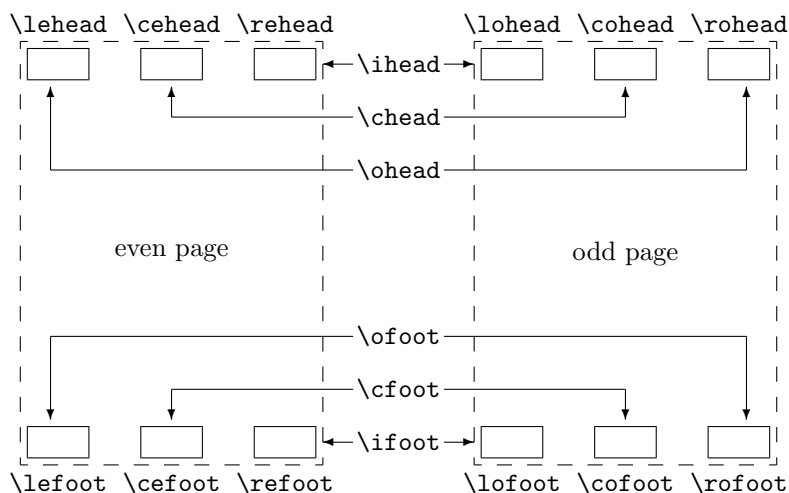 \lehead \cehead \rehead \lohead \cohead \rohead
\ihead
\chead
\ohead
even page odd page
\ofoot
\cfoot
\ifoot
\lefoot \cefoot \refoot \lofoot \cofoot \rofoot